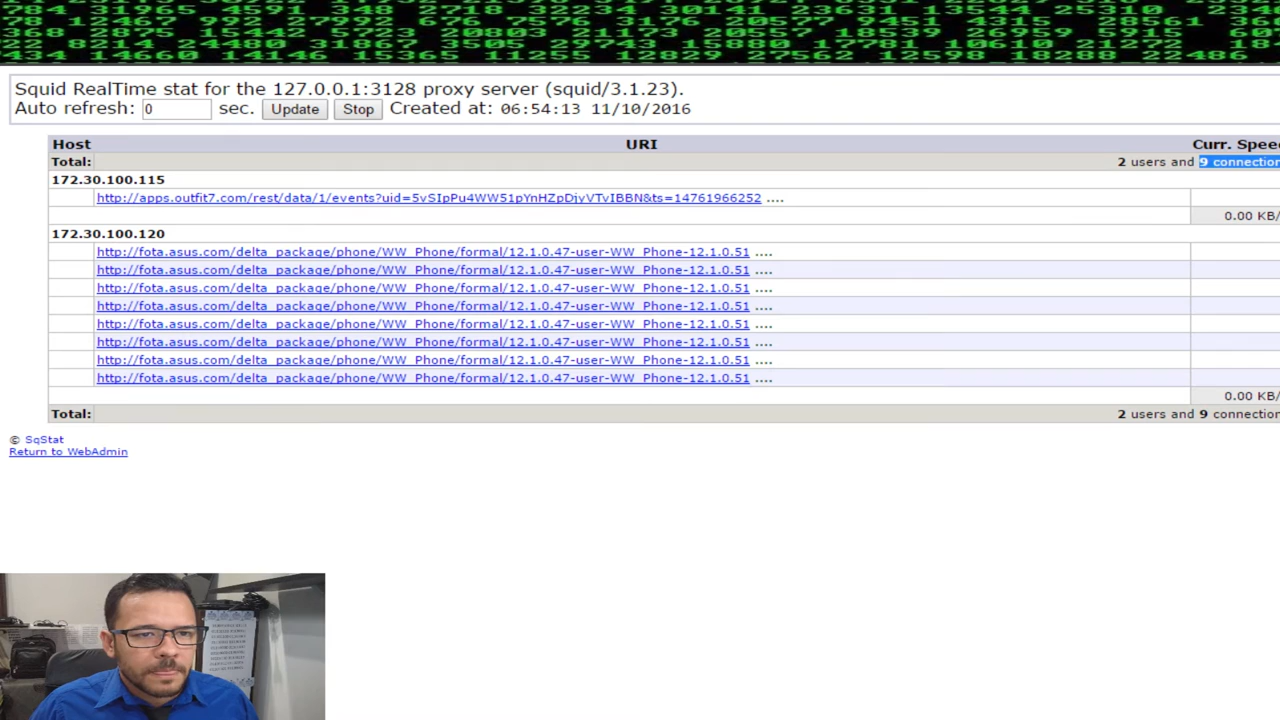 Squid RealTime stat for the 127.0.0.1:3128 proxy server (squid/3.1.23).
Auto refresh: 0 sec. Update Stop Created at: 06:54:13 11/10/2016
Host URI Curr. Speed
Total: 2 users and 9 connection
172.30.100.115
http://apps.outfit7.com/rest/data/1/events?uid=5vSIpPu4WW51pYnHZpDjyVTvIBBN&ts=14761966252 ....
0.00 KB/
172.30.100.120
http://fota.asus.com/delta_package/phone/WW_Phone/formal/12.1.0.47-user-WW_Phone-12.1.0.51 ....
http://fota.asus.com/delta_package/phone/WW_Phone/formal/12.1.0.47-user-WW_Phone-12.1.0.51 ....
http://fota.asus.com/delta_package/phone/WW_Phone/formal/12.1.0.47-user-WW_Phone-12.1.0.51 ....
http://fota.asus.com/delta_package/phone/WW_Phone/formal/12.1.0.47-user-WW_Phone-12.1.0.51 ....
http://fota.asus.com/delta_package/phone/WW_Phone/formal/12.1.0.47-user-WW_Phone-12.1.0.51 ....
http://fota.asus.com/delta_package/phone/WW_Phone/formal/12.1.0.47-user-WW_Phone-12.1.0.51 ....
http://fota.asus.com/delta_package/phone/WW_Phone/formal/12.1.0.47-user-WW_Phone-12.1.0.51 ....
http://fota.asus.com/delta_package/phone/WW_Phone/formal/12.1.0.47-user-WW_Phone-12.1.0.51 ....
0.00 KB/
Total: 2 users and 9 connection
© SqStat
Return to WebAdmin